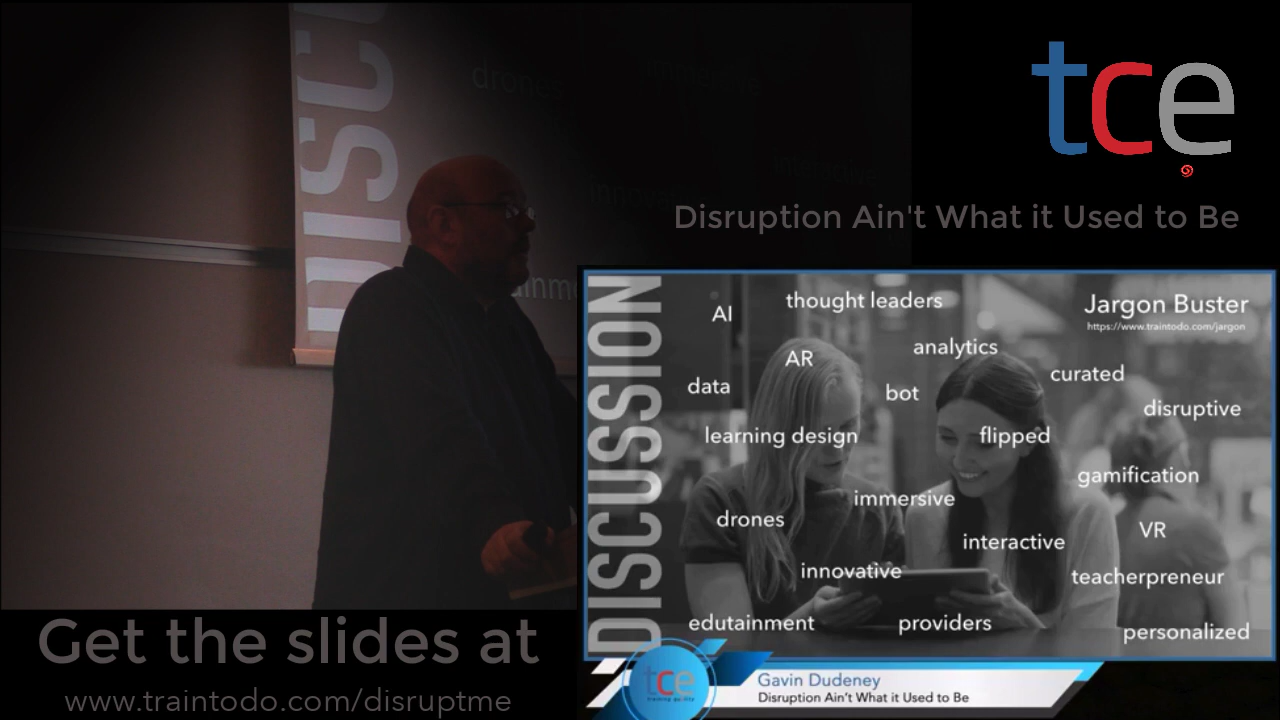 DISC
drones
immersive
interactive
tce
Disruption Ain't What it Used to Be
DISCUSSION
AI
thought leaders
Jargon Buster
https://www.traintodo.com/jargon
AR
analytics
data
bot
curated
disruptive
learning design
flipped
gamification
immersive
drones
VR
interactive
innovative
teacherpreneur
edutainment
providers
personalized
Get the slides at
www.traintodo.com/disruptme
tce
Gavin Dudeney
Disruption Ain't What it Used to Be